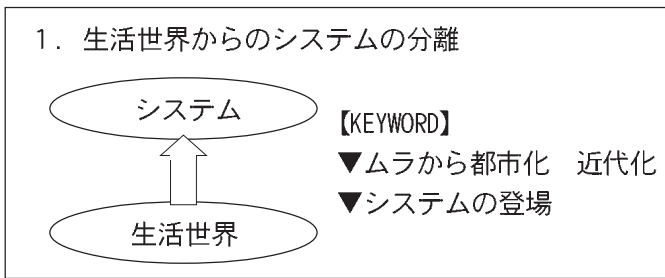 1. 生活世界からのシステムの分離
システム
生活世界
【KEYWORD】
▼ムラから都市化　近代化
▼システムの登場